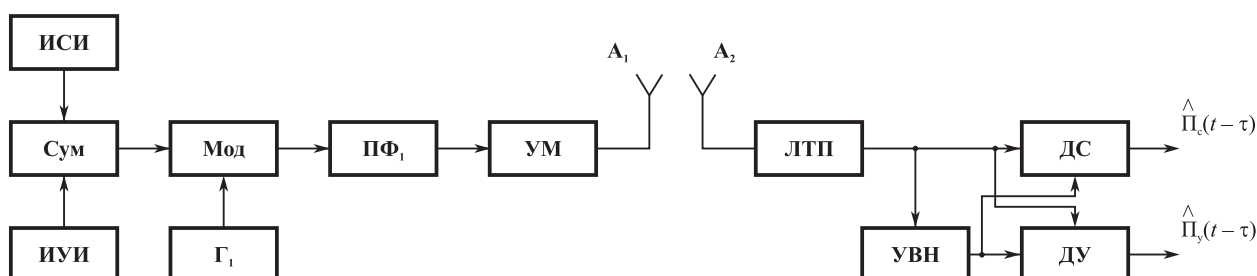 ИСИ
A₁
A₂
Сум
Мод
ПФ₁
УМ
ЛТП
ДС
П̂с(t – τ)
ИУИ
Г₁
УВН
ДУ
П̂у(t – τ)